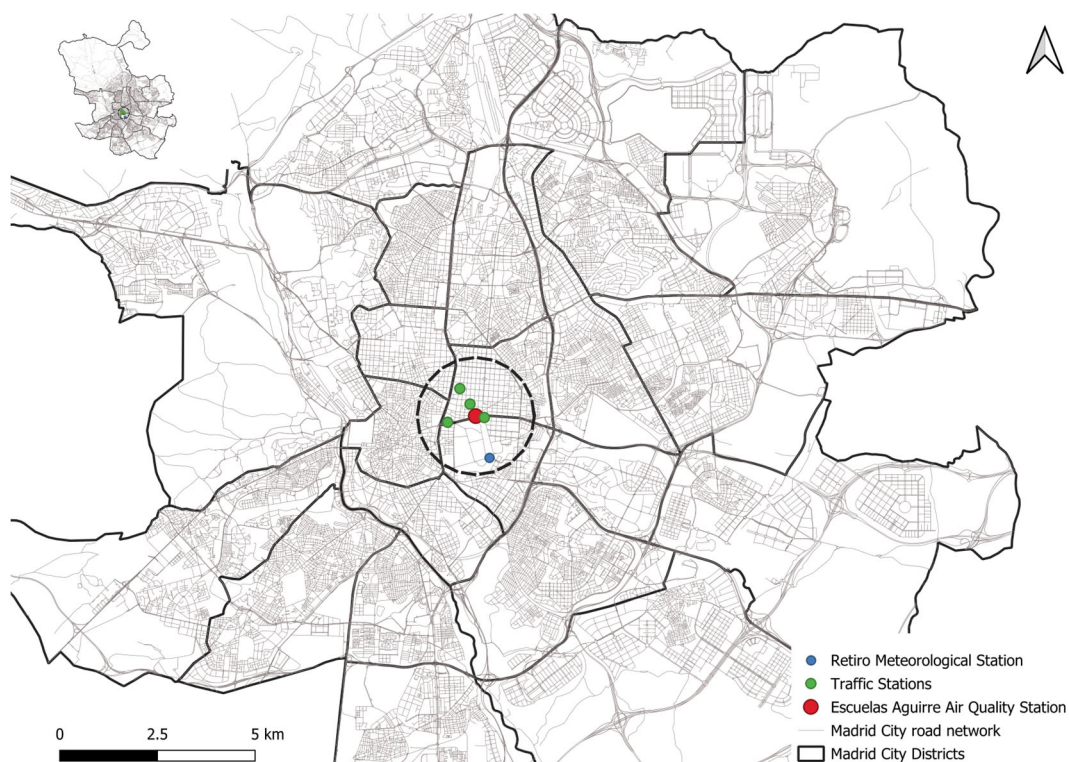 Retiro Meteorological Station
Traffic Stations
Escuelas Aguirre Air Quality Station
Madrid City road network
Madrid City Districts
0 2.5 5 km